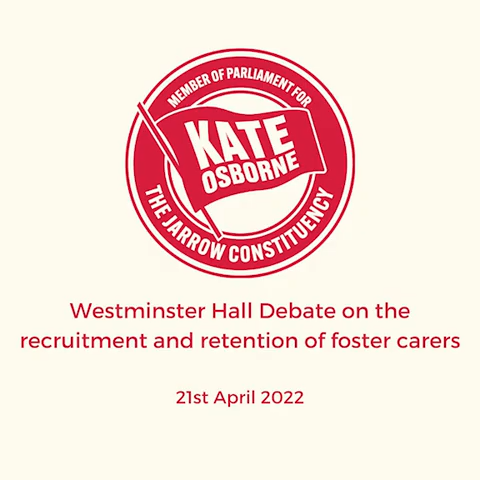 MEMBER OF PARLIAMENT FOR
KATE
OSBORNE
THE JARROW CONSTITUENCY
Westminster Hall Debate on the
recruitment and retention of foster carers
21st April 2022